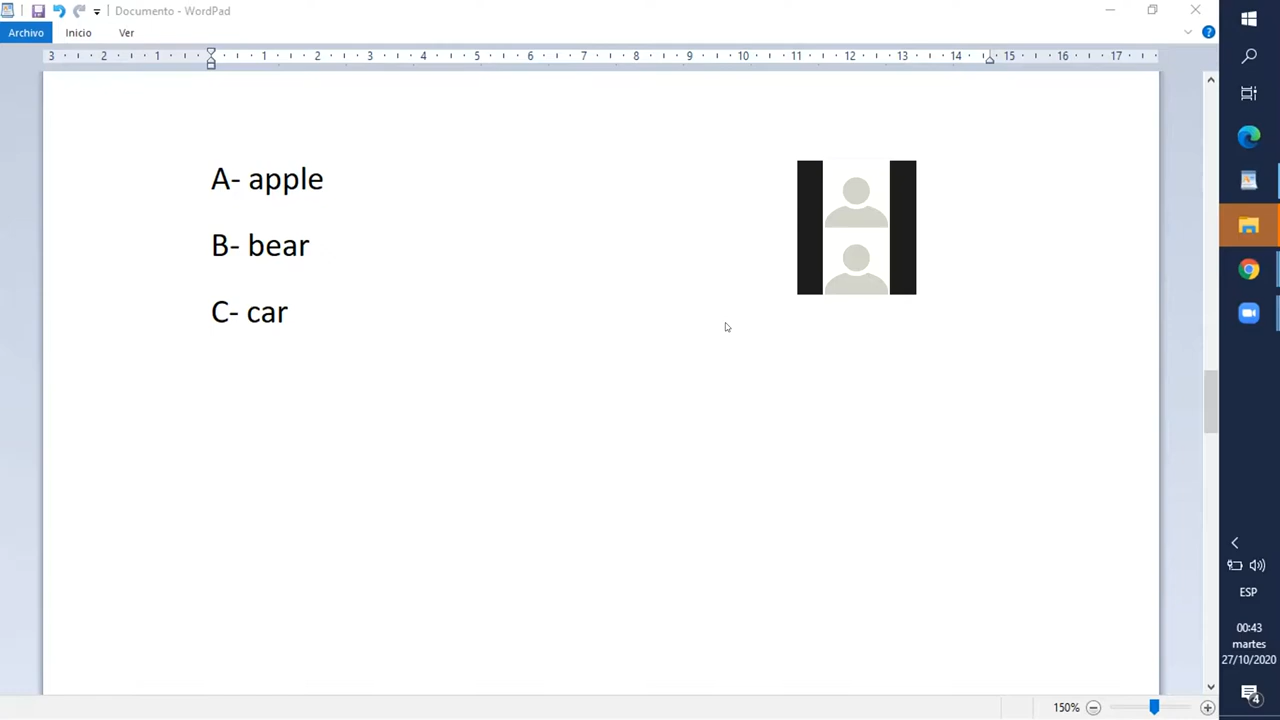 Documento - WordPad
Archivo Inicio Ver
3 2 1 1 2 3 4 5 6 7 8 9 10 11 12 13 14 15 16 17
A- apple
B- bear
C- car
ESP
00:43
martes
27/10/2020
4
150%